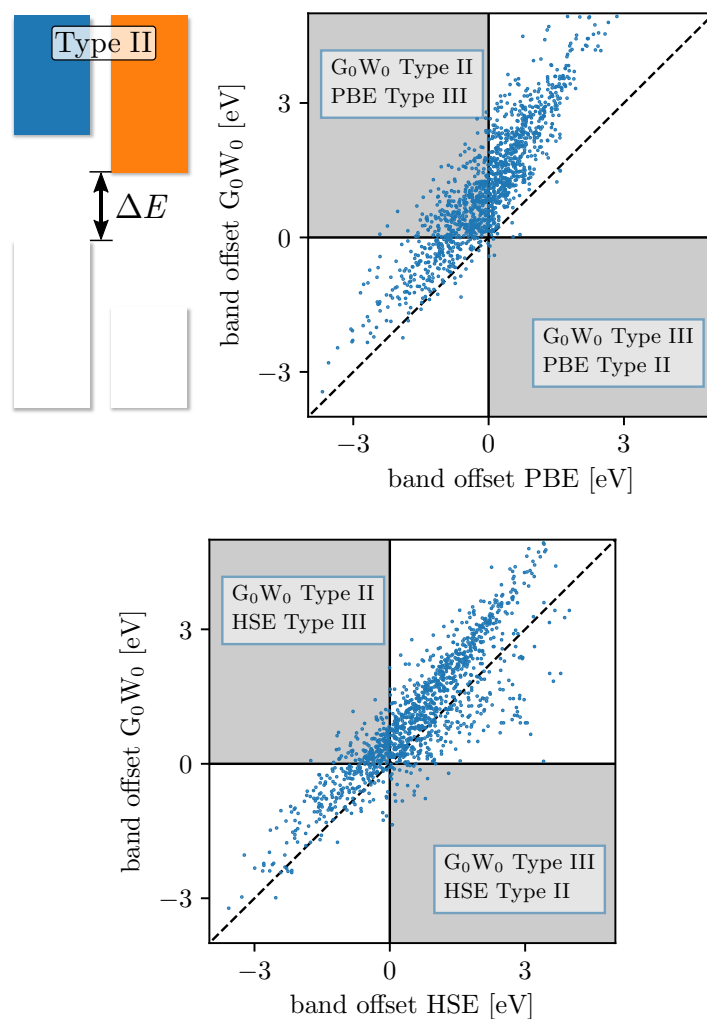 Type II
ΔE
band offset G₀W₀ [eV]
3
0
−3
G₀W₀ Type II
PBE Type III
G₀W₀ Type III
PBE Type II
−3 0 3
band offset PBE [eV]
band offset G₀W₀ [eV]
3
0
−3
G₀W₀ Type II
HSE Type III
G₀W₀ Type III
HSE Type II
−3 0 3
band offset HSE [eV]